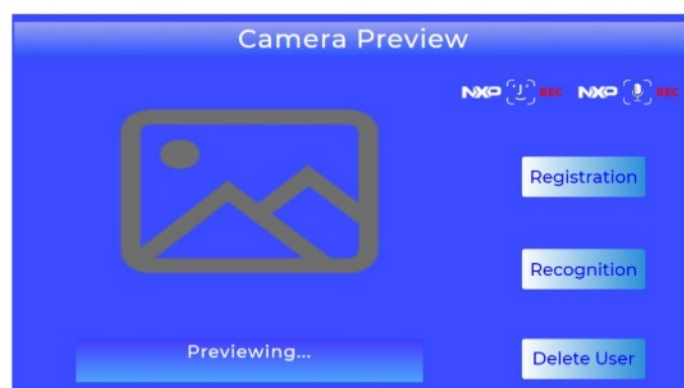 Camera Preview
NXP REC NXP REC
Registration
Recognition
Previewing...
Delete User